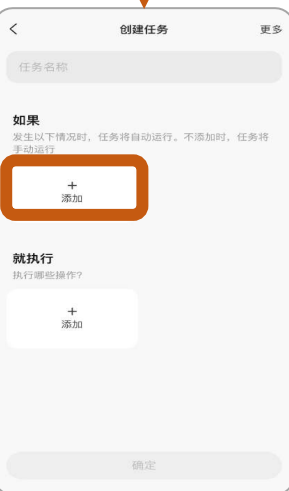 创建任务 更多
任务名称
如果
发生以下情况时，任务将自动运行。不添加时，任务将
手动运行
+
添加
就执行
执行哪些操作?
+
添加
确定